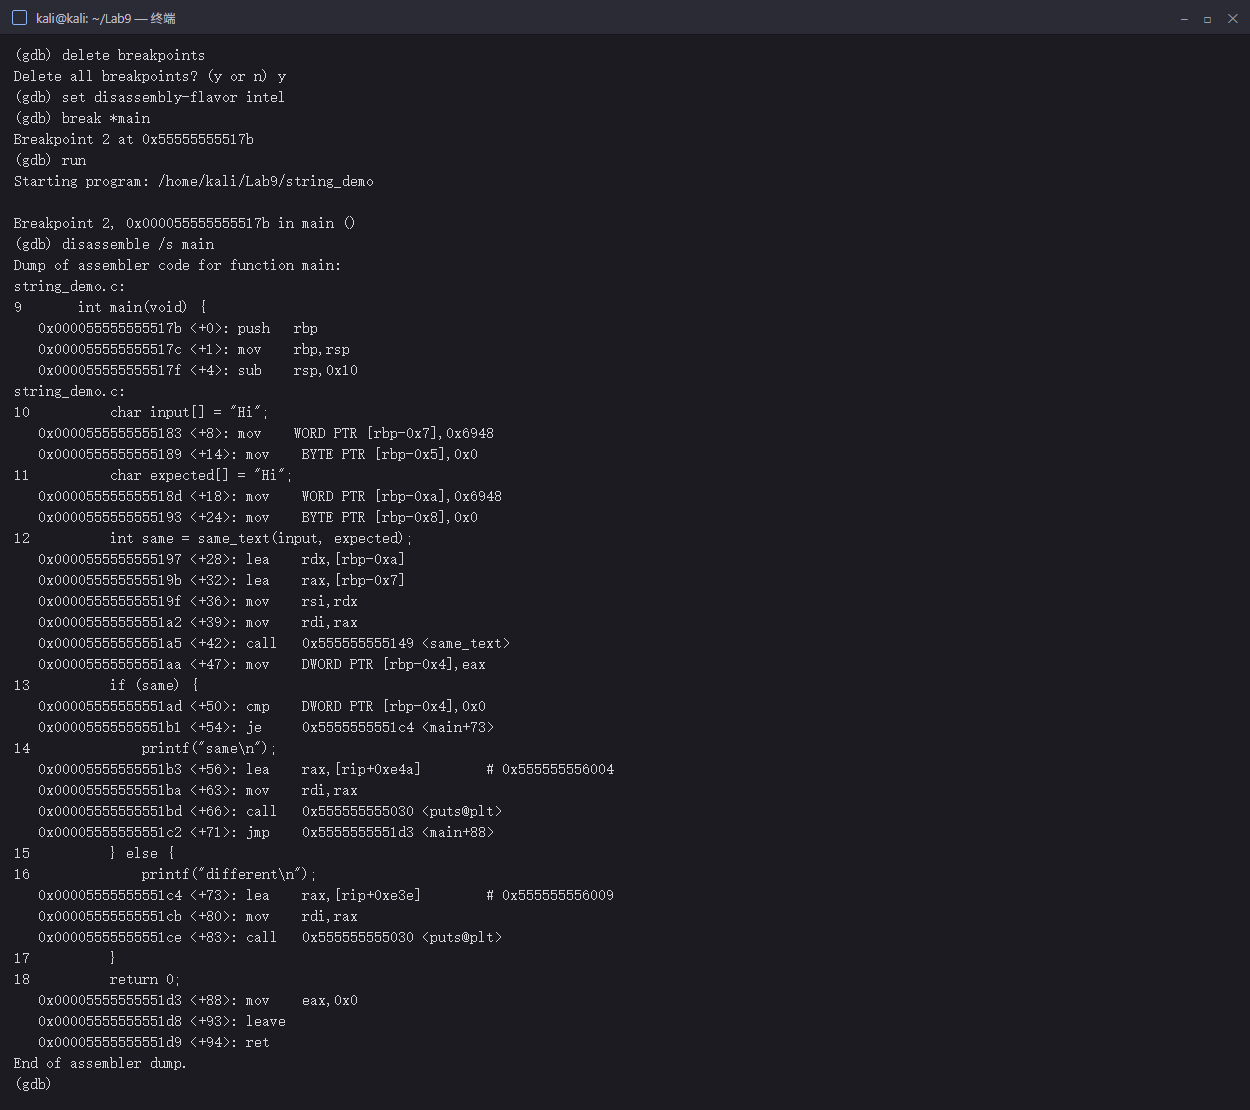 kali@kali: ~/Lab9 — 终端
(gdb) delete breakpoints
Delete all breakpoints? (y or n) y
(gdb) set disassembly-flavor intel
(gdb) break *main
Breakpoint 2 at 0x55555555517b
(gdb) run
Starting program: /home/kali/Lab9/string_demo
Breakpoint 2, 0x000055555555517b in main ()
(gdb) disassemble /s main
Dump of assembler code for function main:
string_demo.c:
9       int main(void) {
   0x000055555555517b <+0>: push   rbp
   0x000055555555517c <+1>: mov    rbp,rsp
   0x000055555555517f <+4>: sub    rsp,0x10
string_demo.c:
10          char input[] = "Hi";
   0x0000555555555183 <+8>: mov    WORD PTR [rbp-0x7],0x6948
   0x0000555555555189 <+14>: mov    BYTE PTR [rbp-0x5],0x0
11          char expected[] = "Hi";
   0x000055555555518d <+18>: mov    WORD PTR [rbp-0xa],0x6948
   0x0000555555555193 <+24>: mov    BYTE PTR [rbp-0x8],0x0
12          int same = same_text(input, expected);
   0x0000555555555197 <+28>: lea    rdx,[rbp-0xa]
   0x000055555555519b <+32>: lea    rax,[rbp-0x7]
   0x000055555555519f <+36>: mov    rsi,rdx
   0x00005555555551a2 <+39>: mov    rdi,rax
   0x00005555555551a5 <+42>: call   0x555555555149 <same_text>
   0x00005555555551aa <+47>: mov    DWORD PTR [rbp-0x4],eax
13          if (same) {
   0x00005555555551ad <+50>: cmp    DWORD PTR [rbp-0x4],0x0
   0x00005555555551b1 <+54>: je     0x5555555551c4 <main+73>
14              printf("same\n");
   0x00005555555551b3 <+56>: lea    rax,[rip+0xe4a]        # 0x555555556004
   0x00005555555551ba <+63>: mov    rdi,rax
   0x00005555555551bd <+66>: call   0x555555555030 <puts@plt>
   0x00005555555551c2 <+71>: jmp    0x5555555551d3 <main+88>
15          } else {
16              printf("different\n");
   0x00005555555551c4 <+73>: lea    rax,[rip+0xe3e]        # 0x555555556009
   0x00005555555551cb <+80>: mov    rdi,rax
   0x00005555555551ce <+83>: call   0x555555555030 <puts@plt>
17          }
18          return 0;
   0x00005555555551d3 <+88>: mov    eax,0x0
   0x00005555555551d8 <+93>: leave
   0x00005555555551d9 <+94>: ret
End of assembler dump.
(gdb)